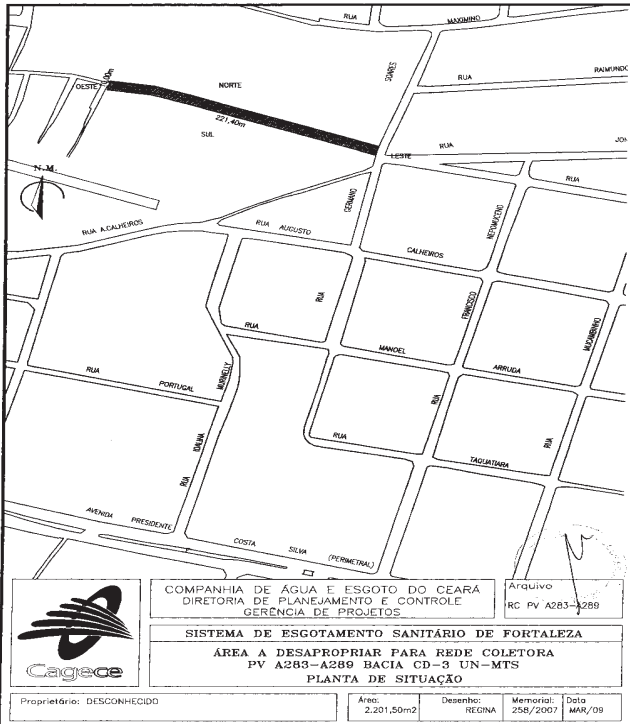 RUA
MAXIMINO
SOARES
RUA
RAIMUNDO
OESTE
NORTE
221,40m
SUL
LESTE
RUA
N.M.
RUA
RUA A.CALHEIROS
RUA AUGUSTO
GERMANO
NEPOMUCENO
CALHEIROS
RUA
FRANCISCO
MUCAMBINHO
RUA
MANOEL
ARRUDA
RUA
PORTUGAL
MURINELLY
RUA
RUA
TAQUATIARA
RUA
IDALINA
RUA
AVENIDA PRESIDENTE
COSTA SILVA (PERIMETRAL)
Cagece
COMPANHIA DE ÁGUA E ESGOTO DO CEARÁ
DIRETORIA DE PLANEJAMENTO E CONTROLE
GERÊNCIA DE PROJETOS
Arquivo
RC PV A283-A289
SISTEMA DE ESGOTAMENTO SANITÁRIO DE FORTALEZA
ÁREA A DESAPROPRIAR PARA REDE COLETORA
PV A283-A289 BACIA CD-3 UN-MTS
PLANTA DE SITUAÇÃO
Proprietário: DESCONHECIDO
Área:
2.201,50m2
Desenho:
REGINA
Memorial:
258/2007
Data
MAR/09